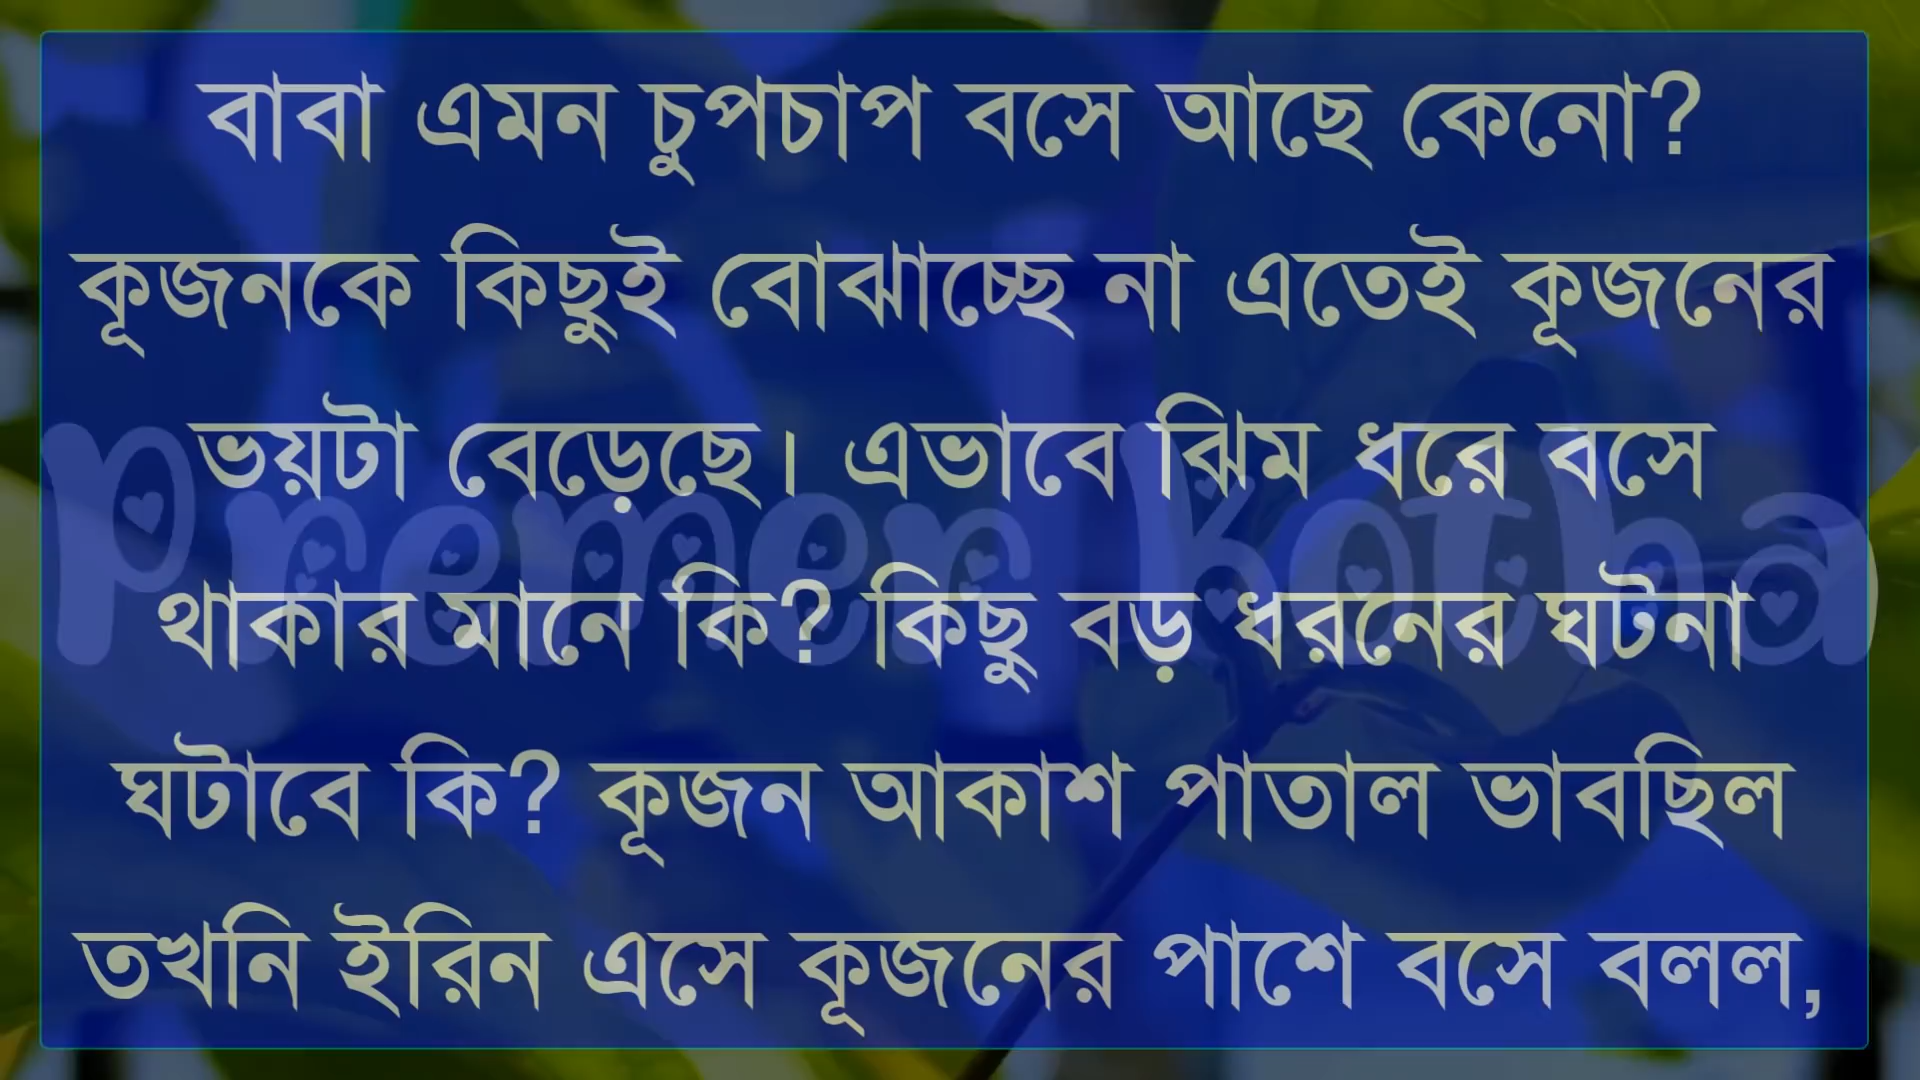 বাবা এমন চুপচাপ বসে আছে কেনো?
কূজনকে কিছুই বোঝাচ্ছে না এতেই কূজনের
ভয়টা বেড়েছে। এভাবে ঝিম ধরে বসে
থাকার মানে কি? কিছু বড় ধরনের ঘটনা
ঘটাবে কি? কূজন আকাশ পাতাল ভাবছিল
তখনি ইরিন এসে কূজনের পাশে বসে বলল,
Premer Kotha